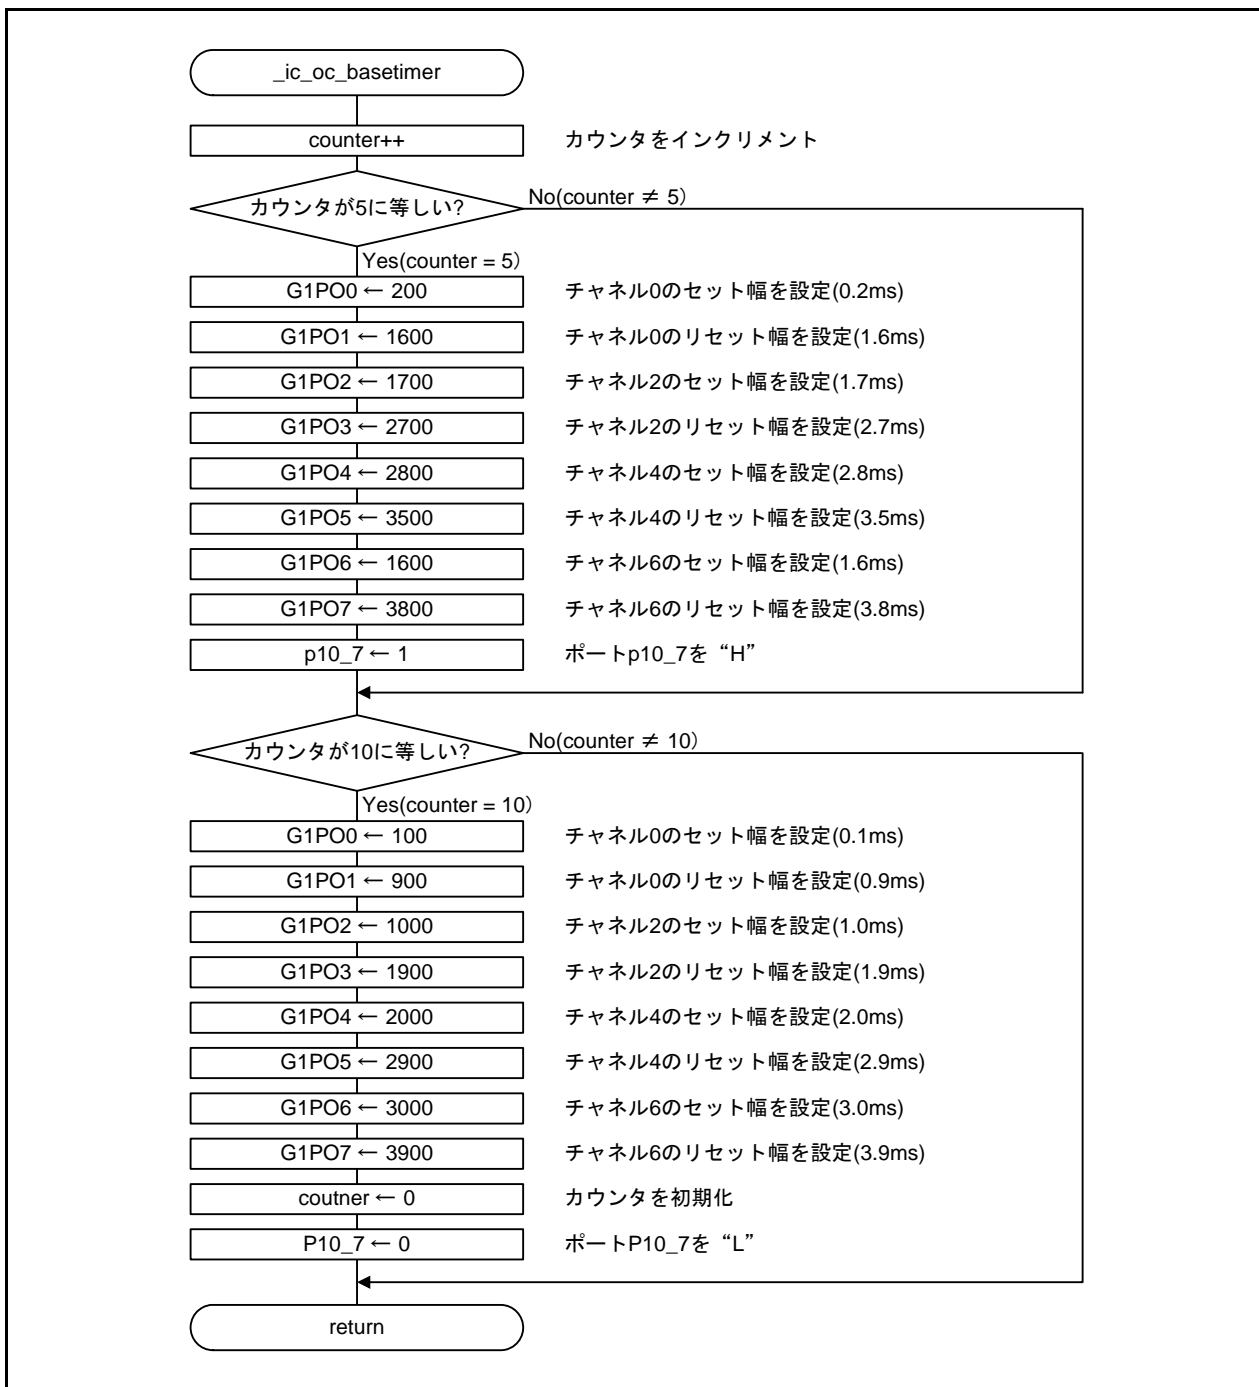 _ic_oc_basetimer
counter++ カウンタをインクリメント
カウンタが5に等しい? No(counter ≠ 5)
Yes(counter = 5)
G1PO0 ← 200 チャネル0のセット幅を設定(0.2ms)
G1PO1 ← 1600 チャネル0のリセット幅を設定(1.6ms)
G1PO2 ← 1700 チャネル2のセット幅を設定(1.7ms)
G1PO3 ← 2700 チャネル2のリセット幅を設定(2.7ms)
G1PO4 ← 2800 チャネル4のセット幅を設定(2.8ms)
G1PO5 ← 3500 チャネル4のリセット幅を設定(3.5ms)
G1PO6 ← 1600 チャネル6のセット幅を設定(1.6ms)
G1PO7 ← 3800 チャネル6のリセット幅を設定(3.8ms)
p10_7 ← 1 ポートp10_7を“H”
カウンタが10に等しい? No(counter ≠ 10)
Yes(counter = 10)
G1PO0 ← 100 チャネル0のセット幅を設定(0.1ms)
G1PO1 ← 900 チャネル0のリセット幅を設定(0.9ms)
G1PO2 ← 1000 チャネル2のセット幅を設定(1.0ms)
G1PO3 ← 1900 チャネル2のリセット幅を設定(1.9ms)
G1PO4 ← 2000 チャネル4のセット幅を設定(2.0ms)
G1PO5 ← 2900 チャネル4のリセット幅を設定(2.9ms)
G1PO6 ← 3000 チャネル6のセット幅を設定(3.0ms)
G1PO7 ← 3900 チャネル6のリセット幅を設定(3.9ms)
coutner ← 0 カウンタを初期化
P10_7 ← 0 ポートP10_7を“L”
return